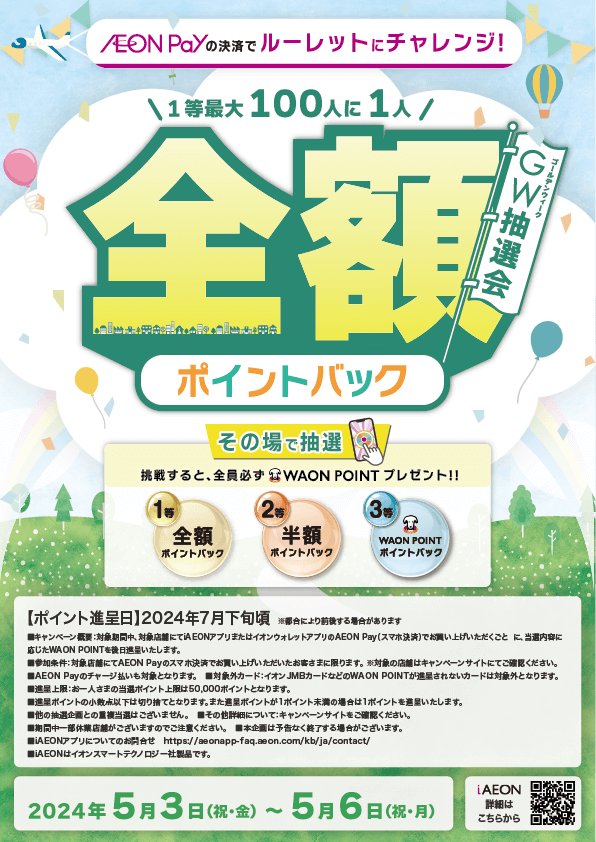 AEON Payの決済でルーレットにチャレンジ!
1等最大100人に1人
全額
ゴールデンウィーク
GW抽選会
ポイントバック
その場で抽選
挑戦すると、全員必ず WAON POINT プレゼント!!
1等
全額
ポイントバック
2等
半額
ポイントバック
3等
WAON POINT
ポイントバック
【ポイント進呈日】2024年7月下旬頃 ※都合により前後する場合があります
■キャンペーン概要:対象期間中、対象店舗にてiAEONアプリまたはイオンウォレットアプリのAEON Pay(スマホ決済)でお買い上げいただくごと に、当選内容に
応じたWAON POINTを後日進呈いたします。
■参加条件:対象店舗にてAEON Payのスマホ決済でお買い上げいただいたお客さまに限ります。※対象の店舗はキャンペーンサイトにてご確認ください。
■AEON Payのチャージ払いも対象となります。 ■対象外カード:イオンJMBカードなどのWAON POINTが進呈されないカードは対象外となります。
■進呈上限:お一人さまの当選ポイント上限は50,000ポイントとなります。
■進呈ポイントの小数点以下は切り捨てとなります。また進呈ポイントが1ポイント未満の場合は1ポイントを進呈いたします。
■他の抽選企画との重複当選はございません。 ■その他詳細について:キャンペーンサイトをご確認ください。
■期間中一部休業店舗がございますのでご注意ください。 ■本企画は予告なく終了する場合がございます。
■iAEONアプリについてのお問合せ https://aeonapp-faq.aeon.com/kb/ja/contact/
■iAEONはイオンスマートテクノロジー社製品です。
2024年5月3日(祝・金)～5月6日(祝・月)
iAEON
詳細は
こちらから